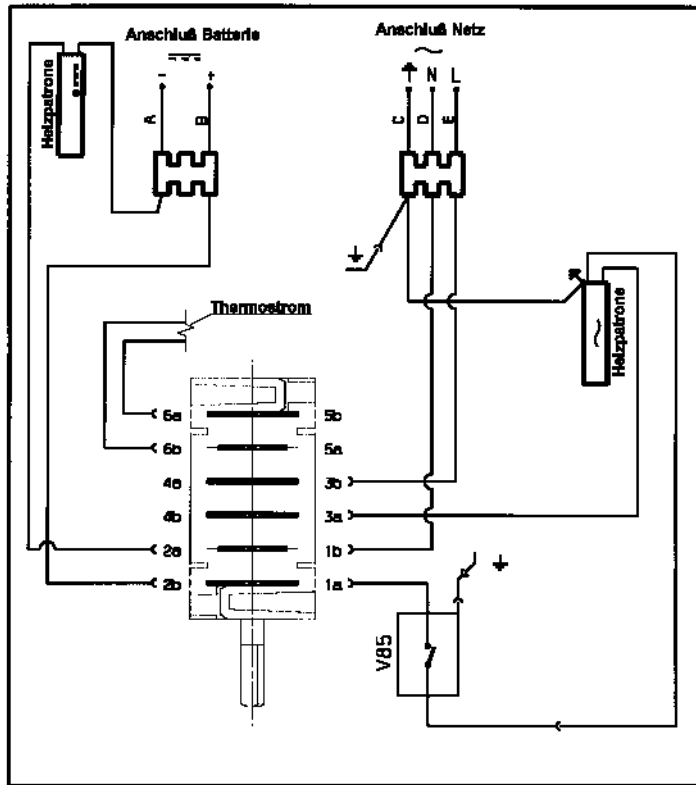 Anschluß Batterie
Anschluß Netz
- +
N L
Heizpatrone
A B
C D E
Thermostrom
Heizpatrone
6a 5b
6b 5a
4a 3b
4b 3a
2a 1b
2b 1a
V85